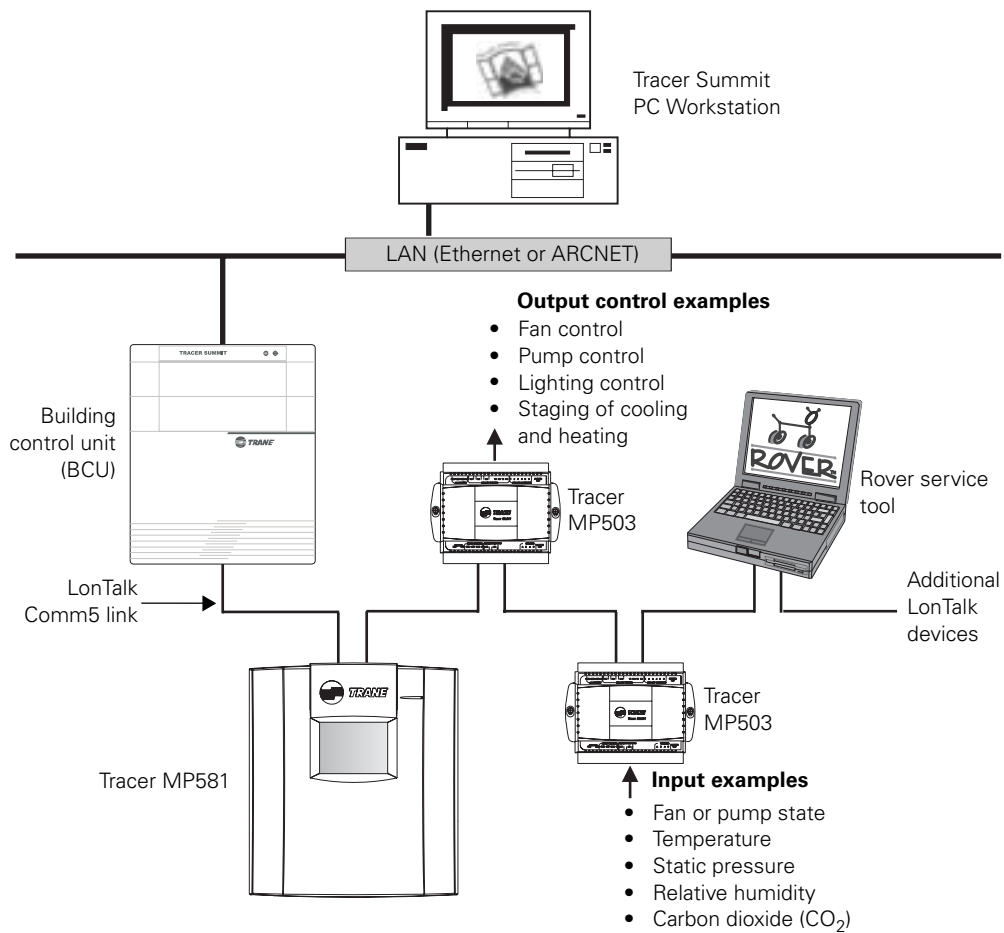 Tracer Summit
PC Workstation
LAN (Ethernet or ARCNET)
Output control examples
• Fan control
• Pump control
• Lighting control
• Staging of cooling
and heating
TRACER SUMMIT
TRANE
Building
control unit
(BCU)
TRANE
Tracer
MP503
ROVER
Rover service
tool
LonTalk
Comm5 link
Additional
LonTalk
devices
TRANE
Tracer MP581
Tracer
MP503
Input examples
• Fan or pump state
• Temperature
• Static pressure
• Relative humidity
• Carbon dioxide (CO₂)